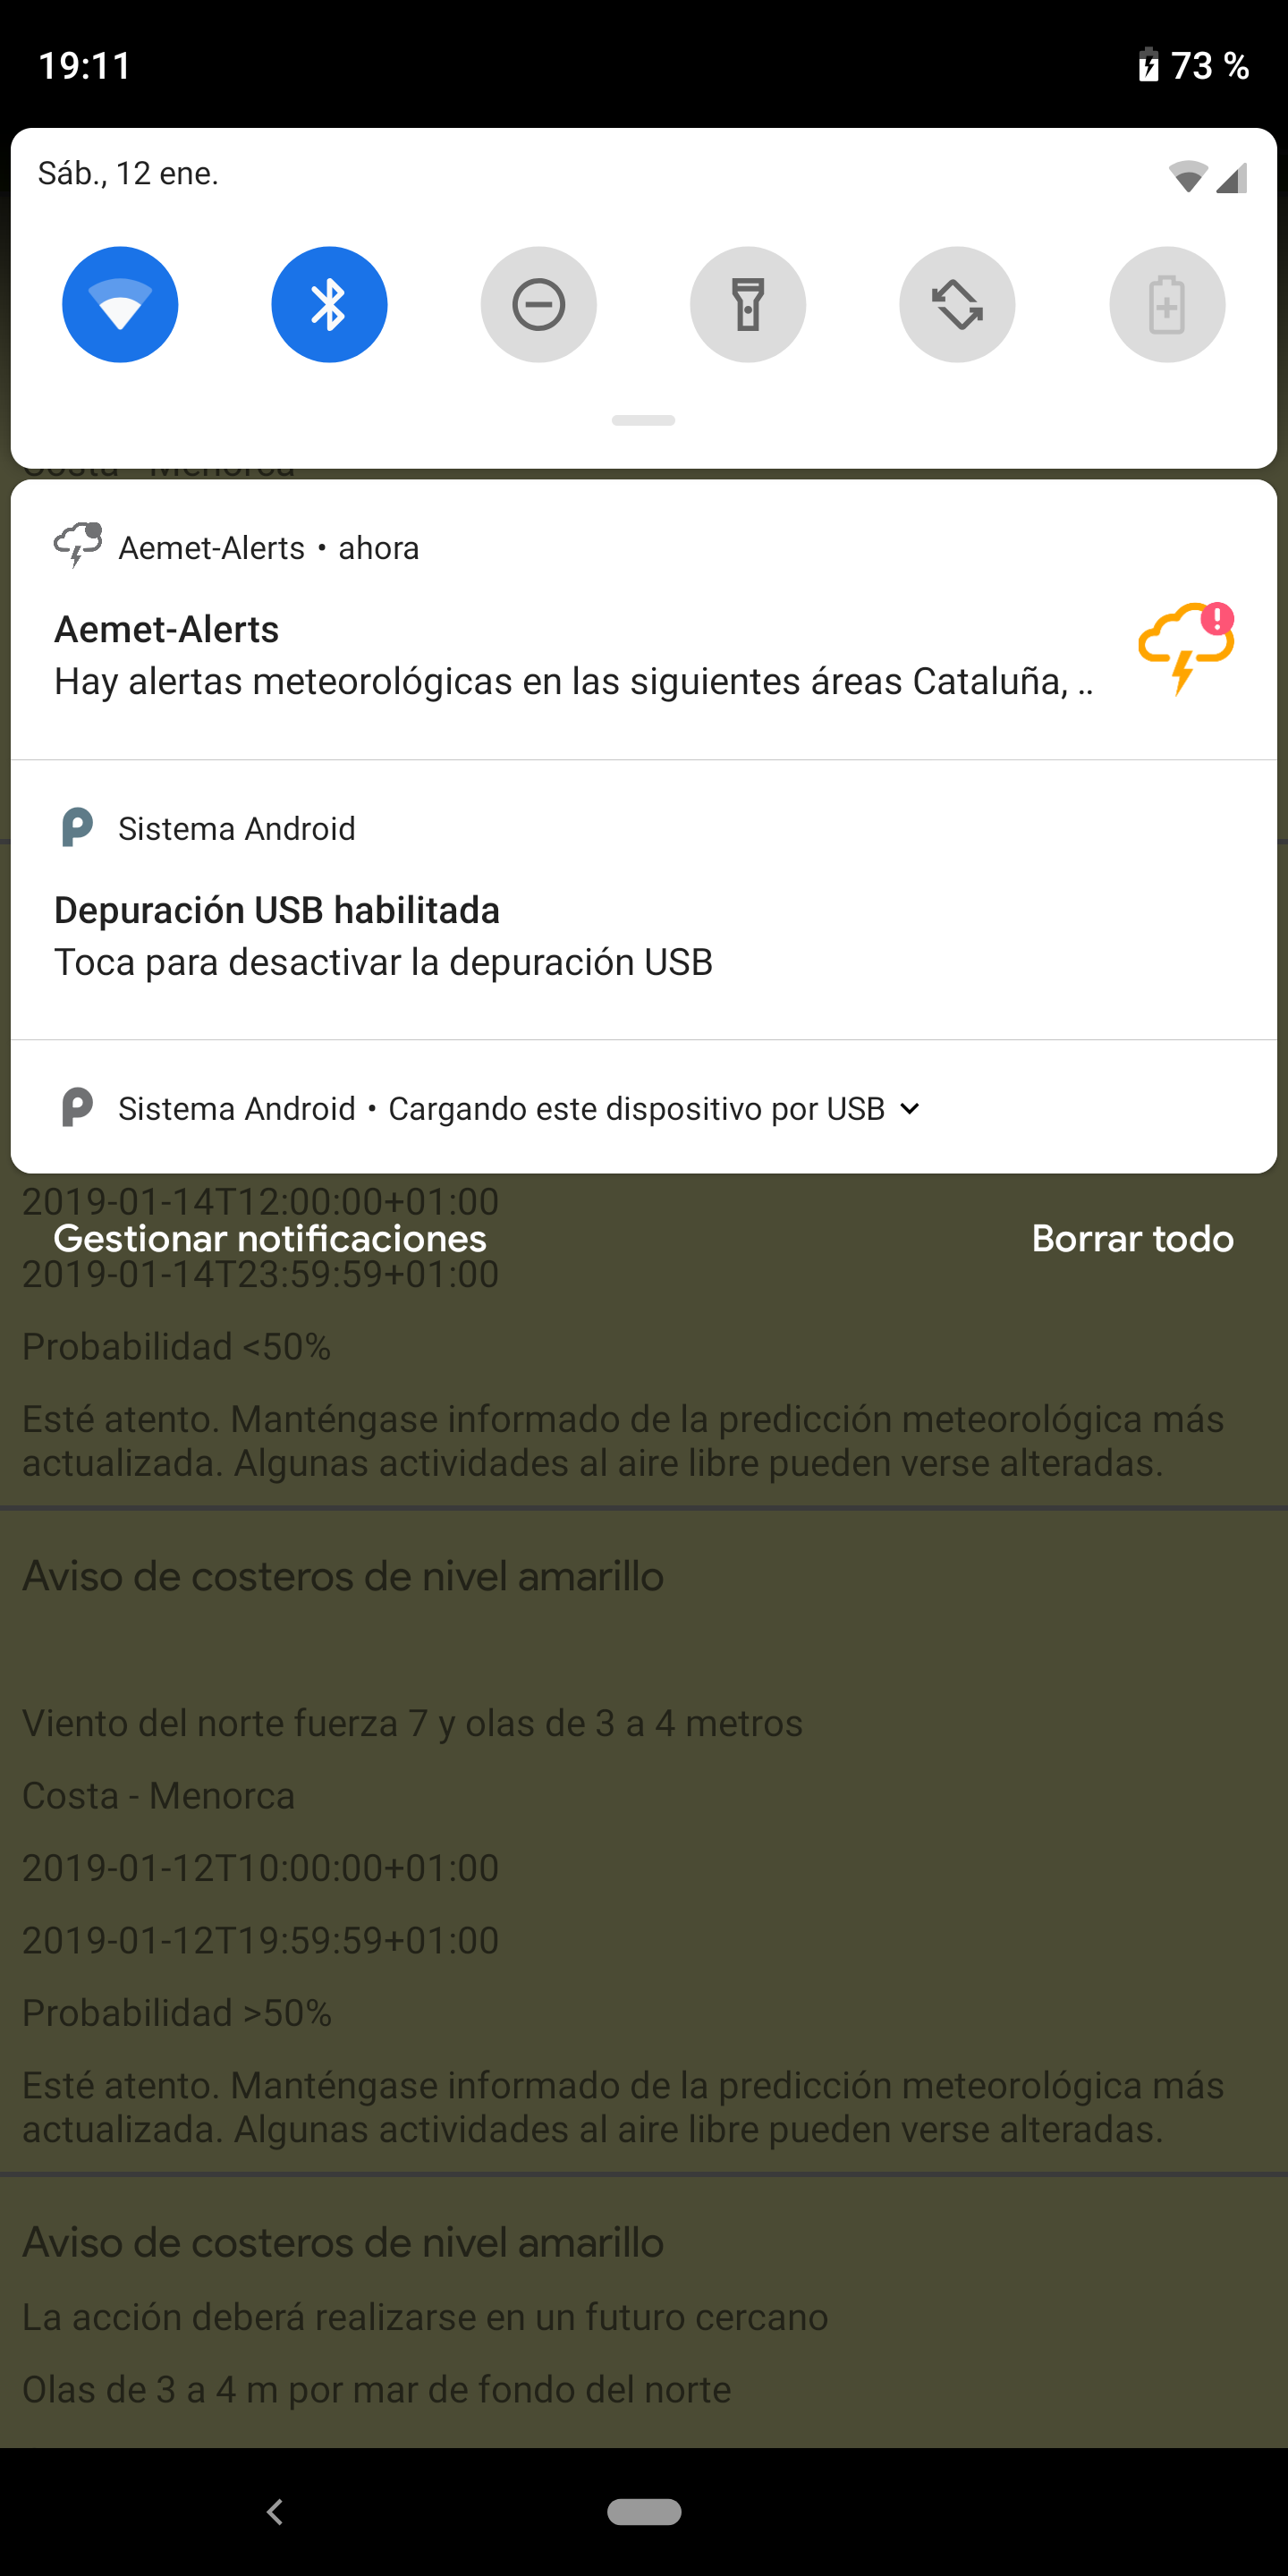 19:11
73 %
Sáb., 12 ene.
Costa - Menorca
Aemet-Alerts • ahora
Aemet-Alerts
Hay alertas meteorológicas en las siguientes áreas Cataluña, ..
Sistema Android
Depuración USB habilitada
Toca para desactivar la depuración USB
Sistema Android • Cargando este dispositivo por USB
2019-01-14T12:00:00+01:00
Gestionar notificaciones
Borrar todo
2019-01-14T23:59:59+01:00
Probabilidad <50%
Esté atento. Manténgase informado de la predicción meteorológica más
actualizada. Algunas actividades al aire libre pueden verse alteradas.
Aviso de costeros de nivel amarillo
Viento del norte fuerza 7 y olas de 3 a 4 metros
Costa - Menorca
2019-01-12T10:00:00+01:00
2019-01-12T19:59:59+01:00
Probabilidad >50%
Esté atento. Manténgase informado de la predicción meteorológica más
actualizada. Algunas actividades al aire libre pueden verse alteradas.
Aviso de costeros de nivel amarillo
La acción deberá realizarse en un futuro cercano
Olas de 3 a 4 m por mar de fondo del norte